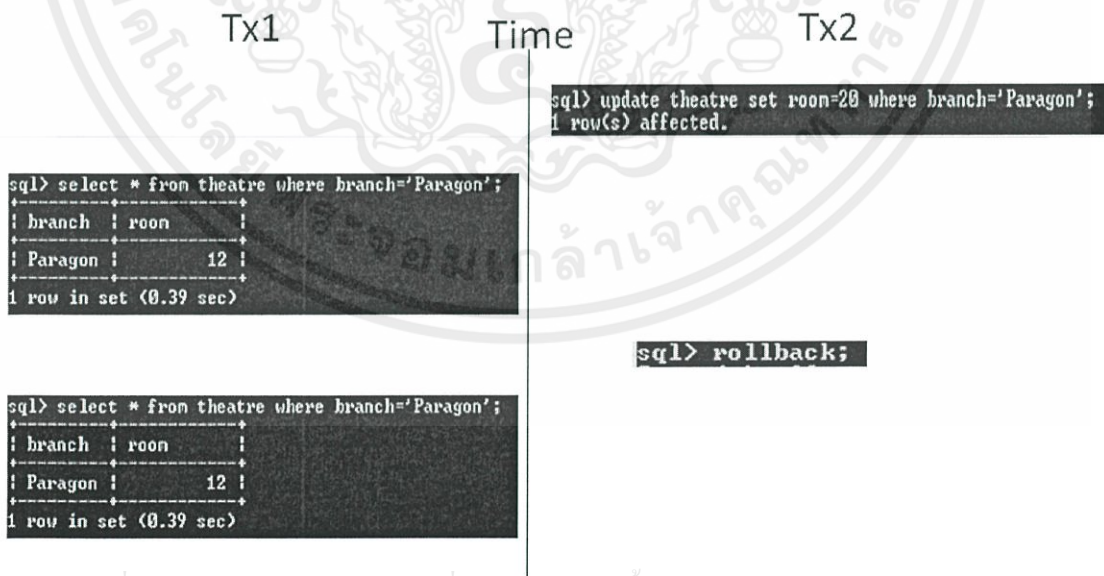 Tx1
Time
Tx2
sql> update theatre set room=20 where branch='Paragon';
1 row(s) affected.
sql> select * from theatre where branch='Paragon';
| branch | room |
| Paragon | 12 |
1 row in set (0.39 sec)
sql> rollback;
sql> select * from theatre where branch='Paragon';
| branch | room |
| Paragon | 12 |
1 row in set (0.39 sec)